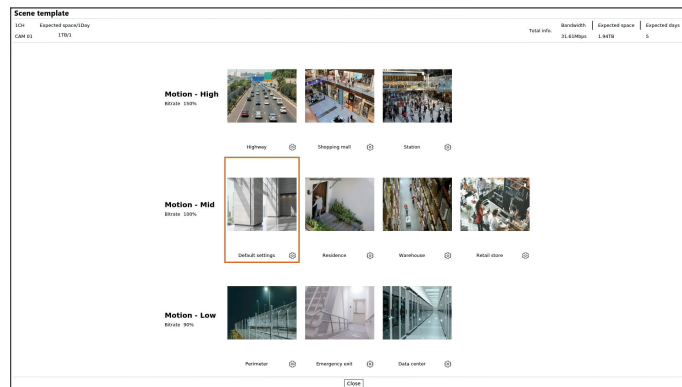 Scene template
1CH Expected space/1Day
CAM 01 1TB/1
Total info. Bandwidth Expected space Expected days
31.61Mbps 1.94TB 5
Motion - High
Bitrate 150%
Highway Shopping mall Station
Motion - Mid
Bitrate 100%
Default settings Residence Warehouse Retail store
Motion - Low
Bitrate 90%
Perimeter Emergency exit Data center
Close